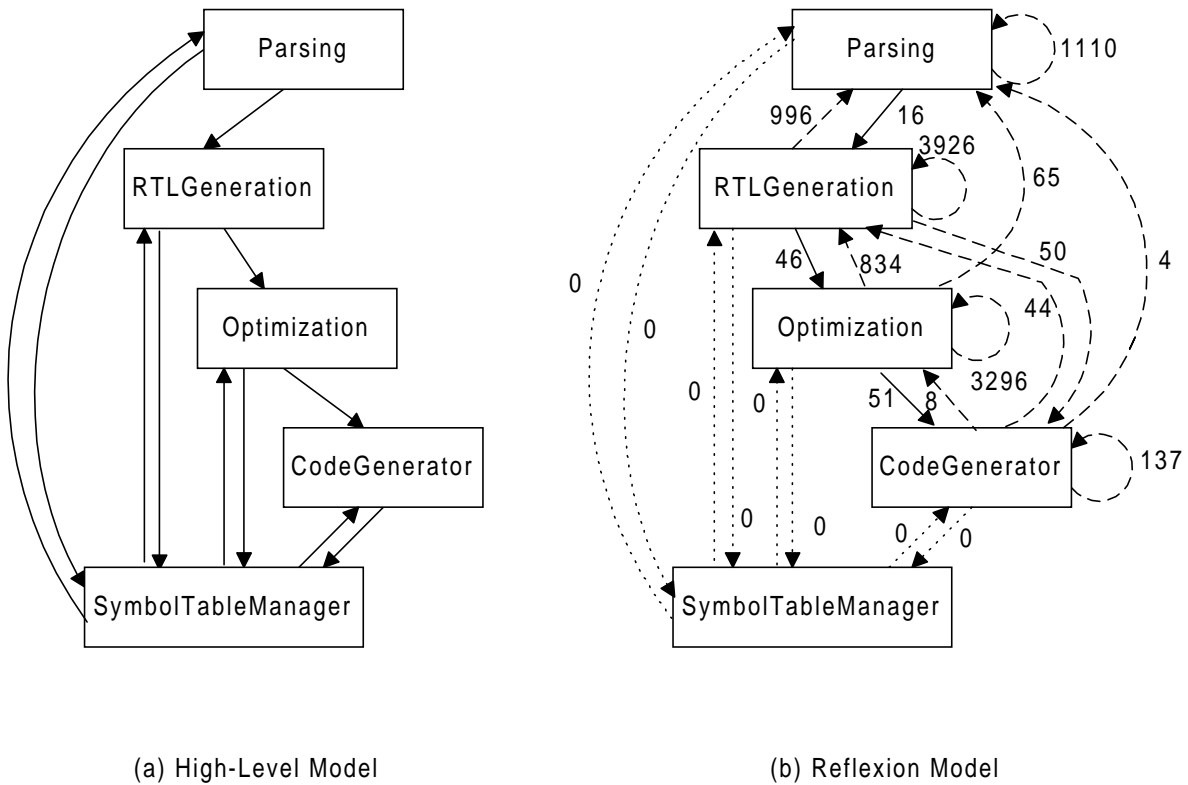 Parsing
RTLGeneration
Optimization
CodeGenerator
SymbolTableManager
(a) High-Level Model
Parsing
1110
996
16
3926
RTLGeneration
65
46
834
50
4
0
44
Optimization
0
3296
0
0
51
8
CodeGenerator
137
0
0
0
0
SymbolTableManager
(b) Reflexion Model